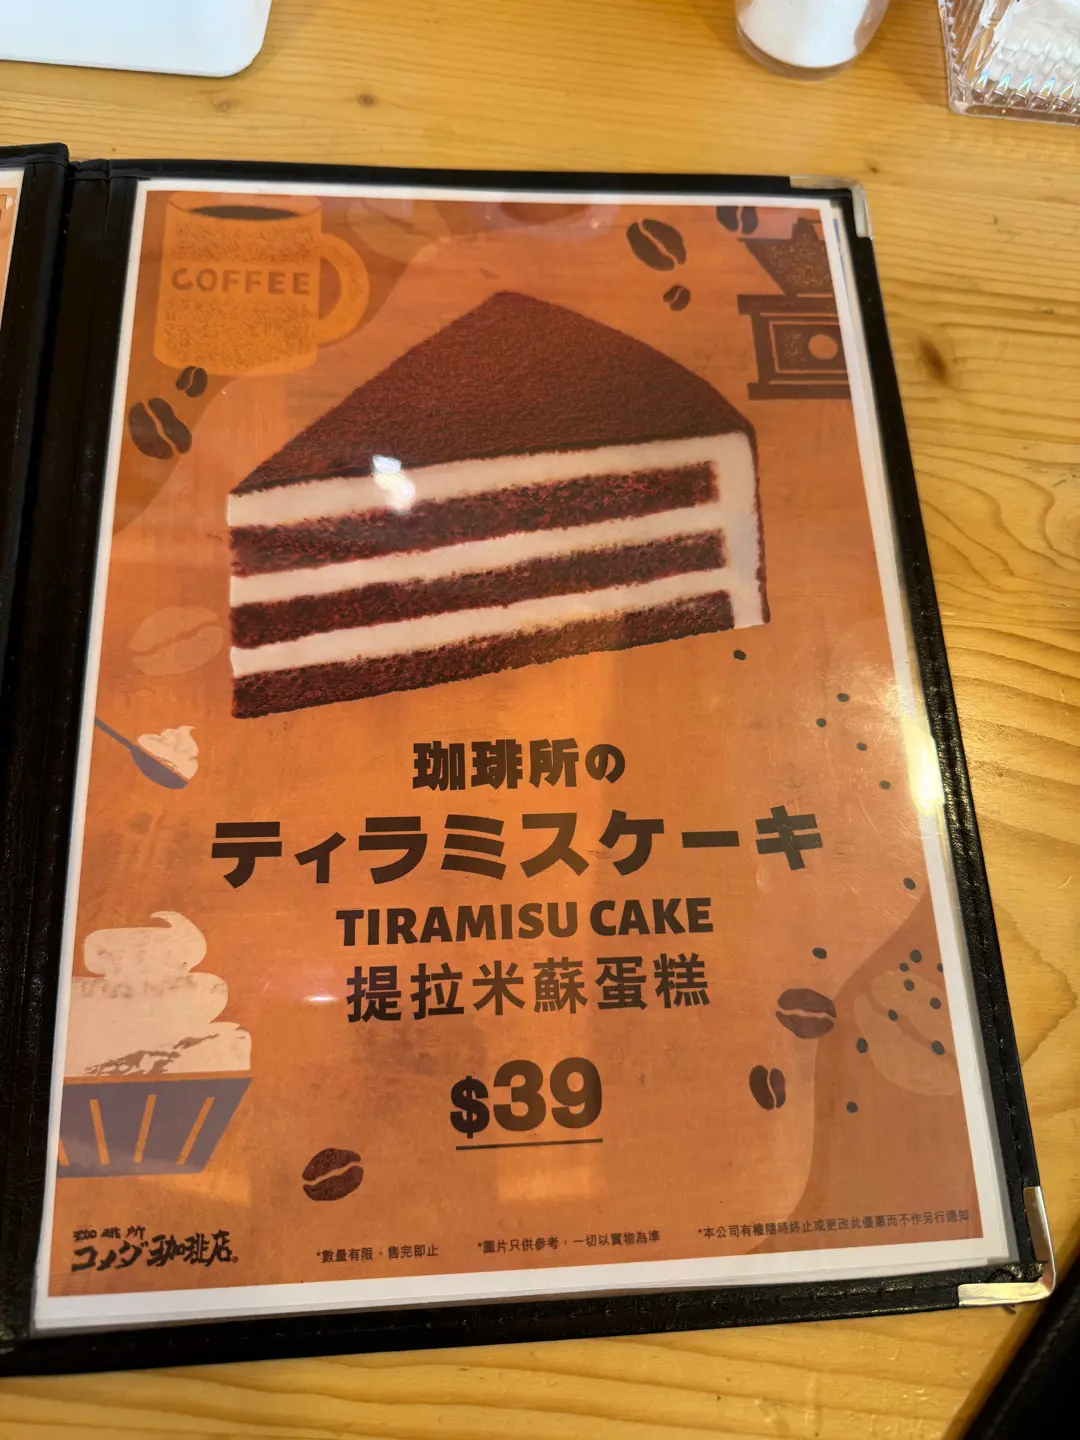 COFFEE
珈琲所の
ティラミスケーキ
TIRAMISU CAKE
提拉米蘇蛋糕
$39
珈琲所
コメダ珈琲店。
*數量有限，售完即止
*圖片只供參考，一切以實物為準
*本公司有權隨時終止或更改此優惠而不作另行通知